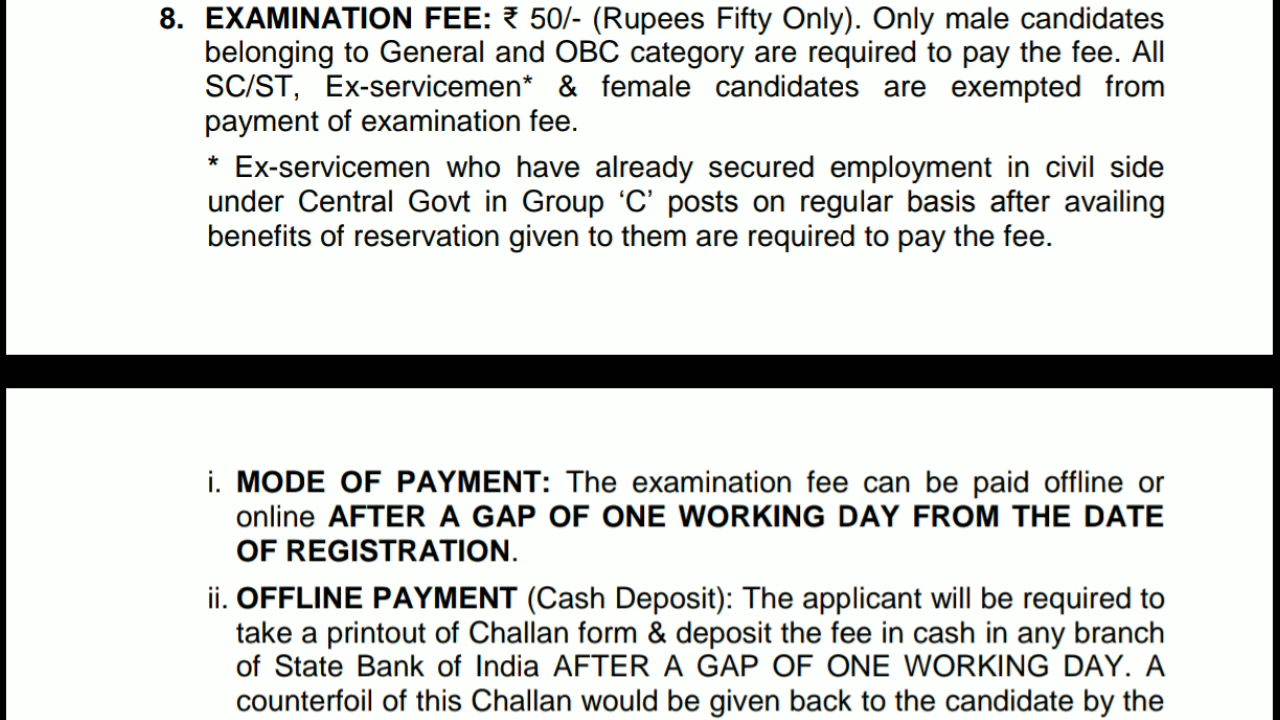 8. EXAMINATION FEE: ₹ 50/- (Rupees Fifty Only). Only male candidates
belonging to General and OBC category are required to pay the fee. All
SC/ST, Ex-servicemen* & female candidates are exempted from
payment of examination fee.
* Ex-servicemen who have already secured employment in civil side
under Central Govt in Group ‘C’ posts on regular basis after availing
benefits of reservation given to them are required to pay the fee.
i. MODE OF PAYMENT: The examination fee can be paid offline or
online AFTER A GAP OF ONE WORKING DAY FROM THE DATE
OF REGISTRATION.
ii. OFFLINE PAYMENT (Cash Deposit): The applicant will be required to
take a printout of Challan form & deposit the fee in cash in any branch
of State Bank of India AFTER A GAP OF ONE WORKING DAY. A
counterfoil of this Challan would be given back to the candidate by the